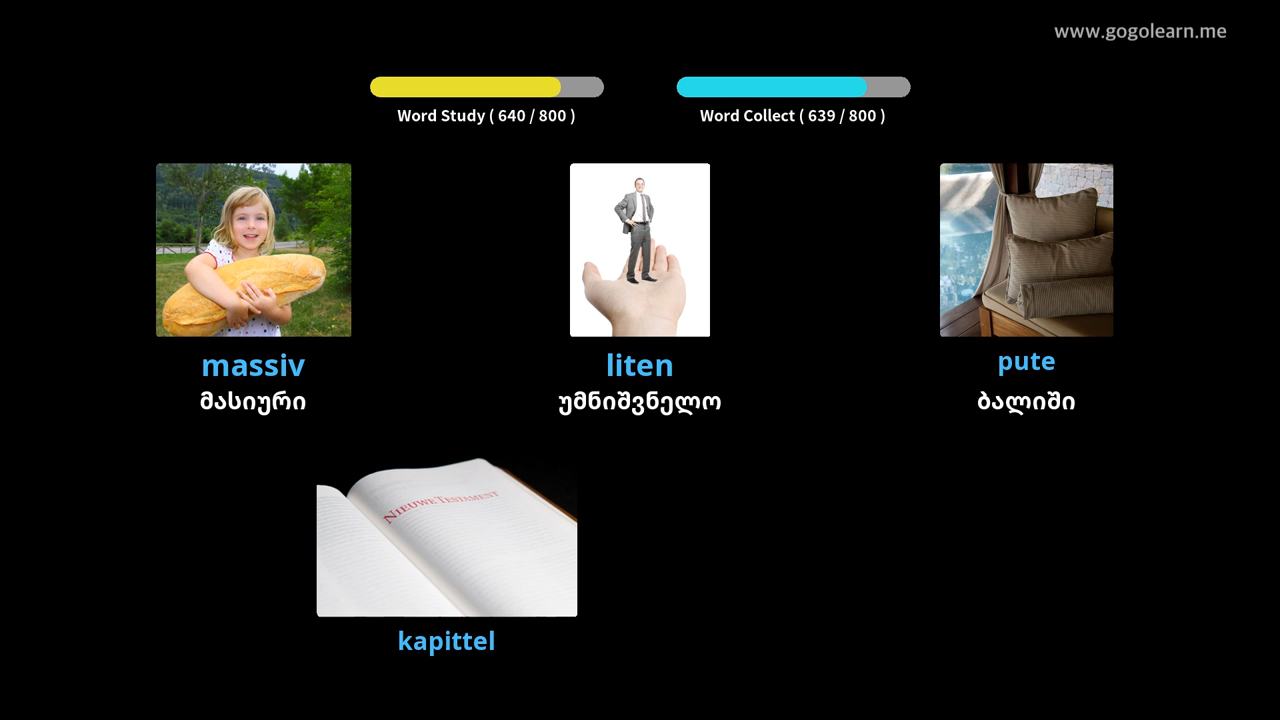 www.gogolearn.me
Word Study ( 640 / 800 )
Word Collect ( 639 / 800 )
massiv
liten
pute
მასიური
უმნიშვნელო
ბალიში
NIEUWE TESTAMENT
kapittel